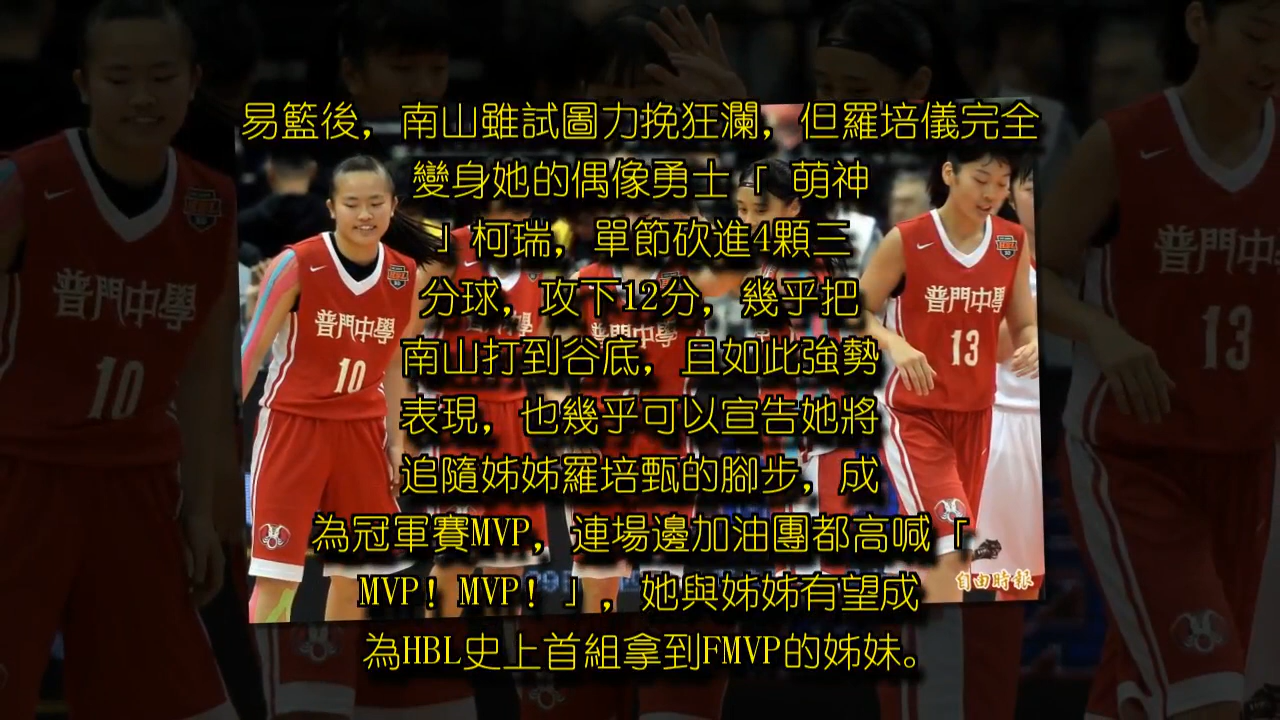 易籃後，南山雖試圖力挽狂瀾，但羅培儀完全
變身她的偶像勇士「 萌神
」柯瑞，單節砍進4顆三
分球，攻下12分，幾乎把
南山打到谷底，且如此強勢
表現，也幾乎可以宣告她將
追隨姊姊羅培甄的腳步，成
為冠軍賽MVP，連場邊加油團都高喊「
MVP! MVP! 」，她與姊姊有望成
為HBL史上首組拿到FMVP的姊妹。
普門中學
10
普門中學
普門中學
13
自由時報